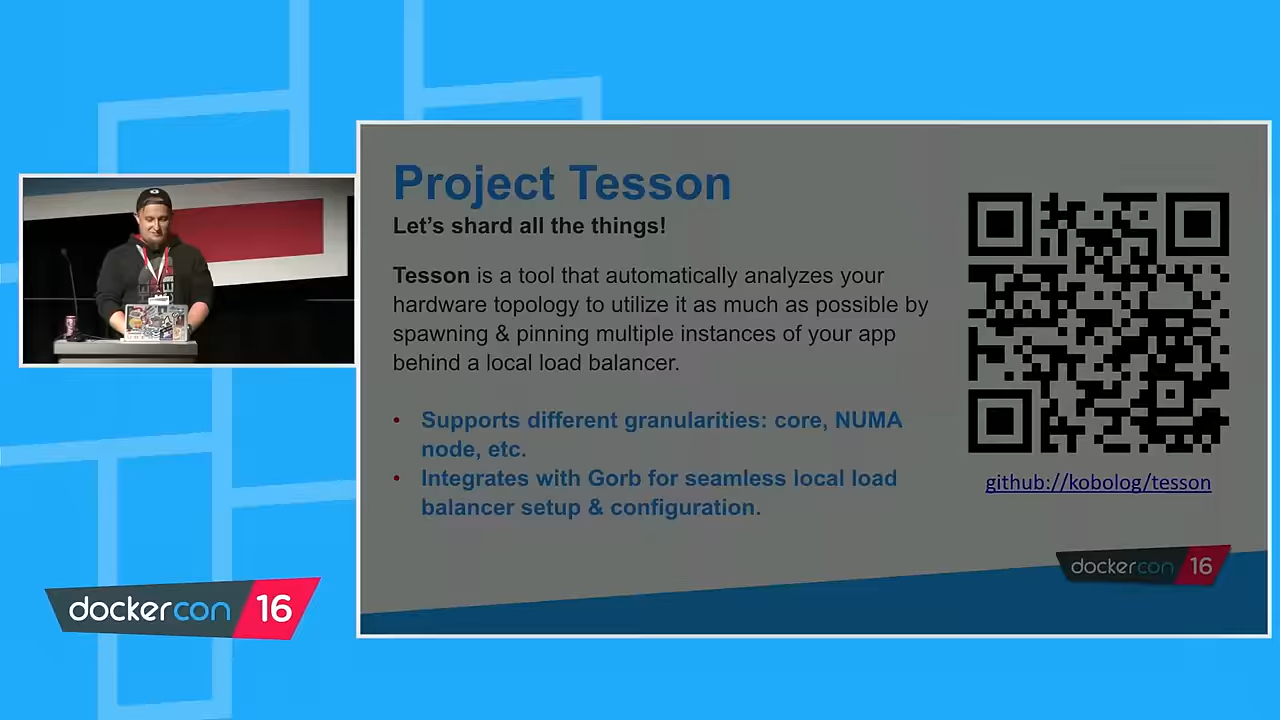 Project Tesson
Let's shard all the things!
Tesson is a tool that automatically analyzes your
hardware topology to utilize it as much as possible by
spawning & pinning multiple instances of your app
behind a local load balancer.
• Supports different granularities: core, NUMA
node, etc.
• Integrates with Gorb for seamless local load
balancer setup & configuration.
github://kobolog/tesson
dockercon 16
dockercon 16